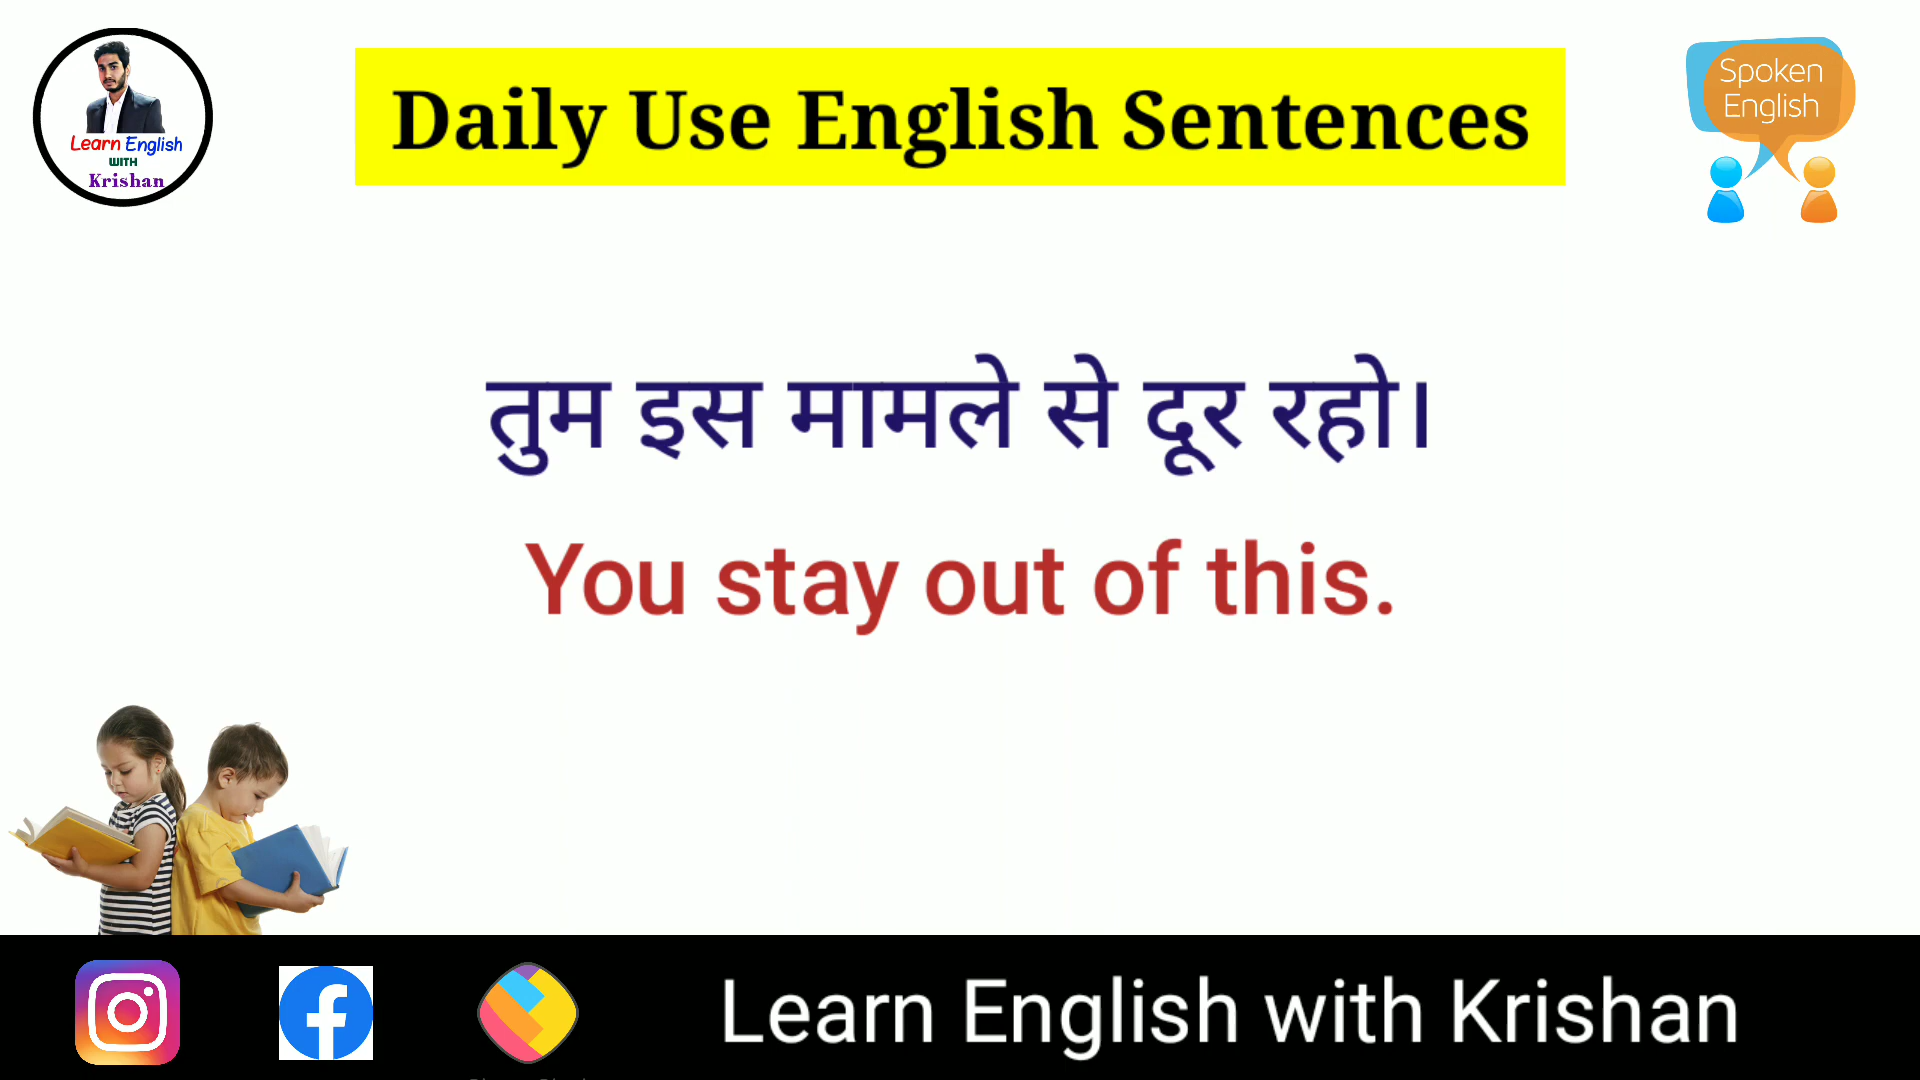 Learn English
WITH
Krishan
Daily Use English Sentences
Spoken
English
तुम इस मामले से दूर रहो।
You stay out of this.
Learn English with Krishan